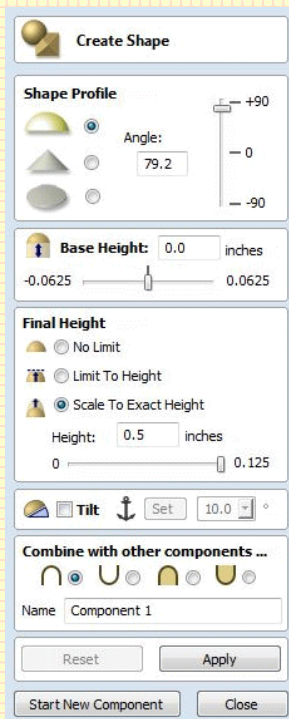 Create Shape
Shape Profile
+90
Angle:
79.2
0
-90
Base Height: 0.0 inches
-0.0625 0.0625
Final Height
No Limit
Limit To Height
Scale To Exact Height
Height: 0.5 inches
0 0.125
Tilt Set 10.0 °
Combine with other components ...
Name Component 1
Reset Apply
Start New Component Close